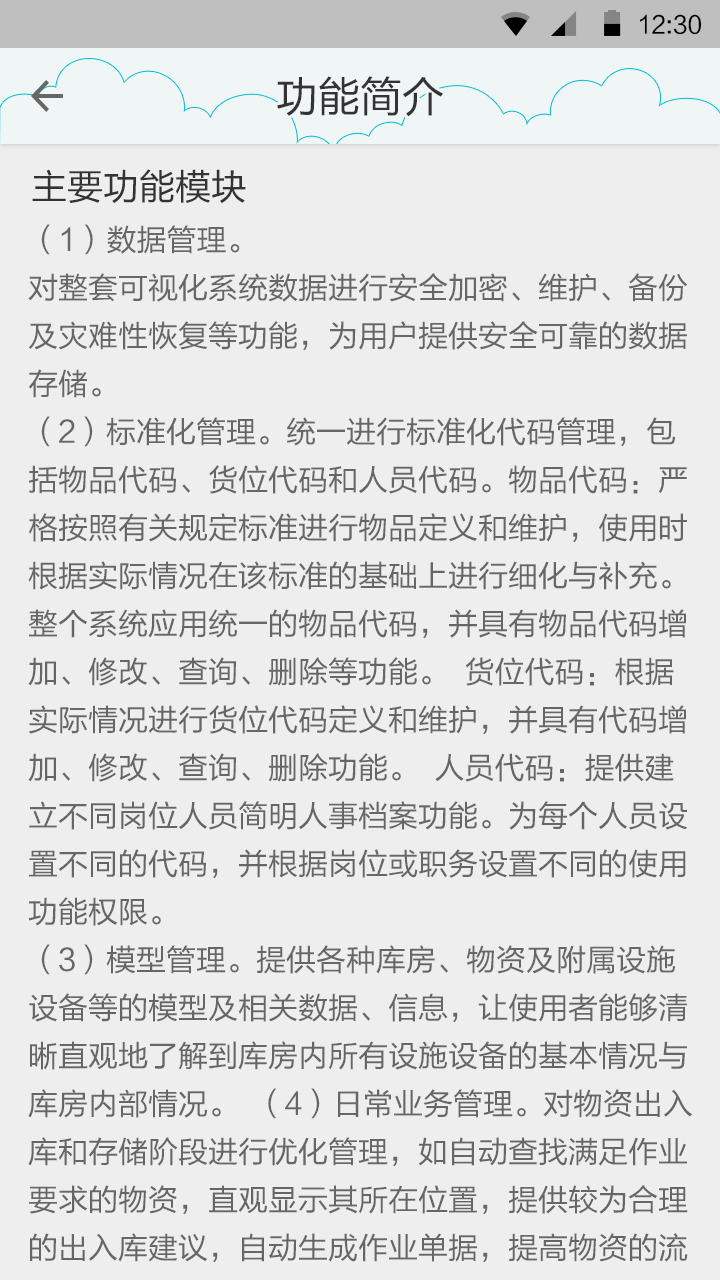 12:30
功能简介
主要功能模块
（1）数据管理。
对整套可视化系统数据进行安全加密、维护、备份
及灾难性恢复等功能，为用户提供安全可靠的数据
存储。
（2）标准化管理。统一进行标准化代码管理，包
括物品代码、货位代码和人员代码。物品代码：严
格按照有关规定标准进行物品定义和维护，使用时
根据实际情况在该标准的基础上进行细化与补充。
整个系统应用统一的物品代码，并具有物品代码增
加、修改、查询、删除等功能。 货位代码：根据
实际情况进行货位代码定义和维护，并具有代码增
加、修改、查询、删除功能。 人员代码：提供建
立不同岗位人员简明人事档案功能。为每个人员设
置不同的代码，并根据岗位或职务设置不同的使用
功能权限。
（3）模型管理。提供各种库房、物资及附属设施
设备等的模型及相关数据、信息，让使用者能够清
晰直观地了解到库房内所有设施设备的基本情况与
库房内部情况。 （4）日常业务管理。对物资出入
库和存储阶段进行优化管理，如自动查找满足作业
要求的物资，直观显示其所在位置，提供较为合理
的出入库建议，自动生成作业单据，提高物资的流